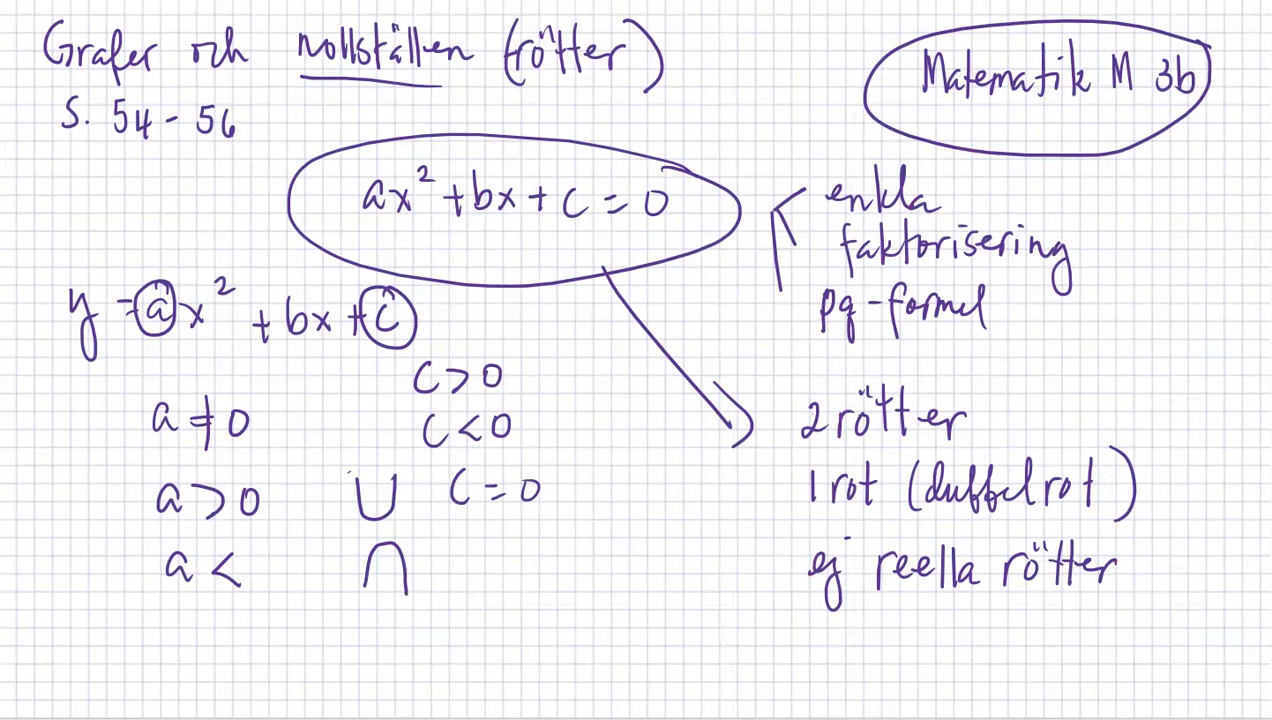 Grafer och nollställen (rötter)
Matematik M 3b
S. 54 - 56
ax² + bx + c = 0
enkla
faktorisering
pq-formel
y = ax² + bx + c
c > 0
a ≠ 0
c < 0
2 rötter
a > 0 ∪ c = 0
1 rot (duffelrot)
a < ∩
ej reella rötter